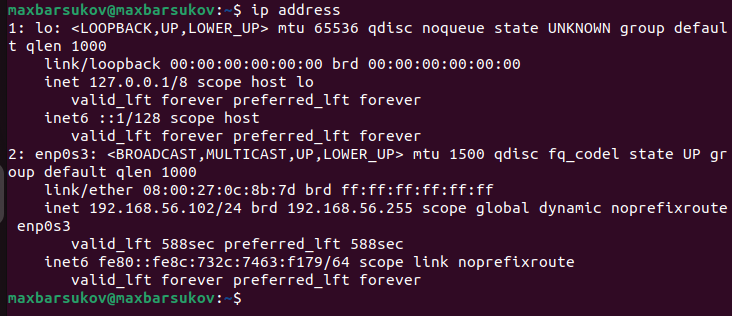 maxbarsukov@maxbarsukov:~$ ip address
1: lo: <LOOPBACK,UP,LOWER_UP> mtu 65536 qdisc noqueue state UNKNOWN group defaul
t qlen 1000
    link/loopback 00:00:00:00:00:00 brd 00:00:00:00:00:00
    inet 127.0.0.1/8 scope host lo
       valid_lft forever preferred_lft forever
    inet6 ::1/128 scope host
       valid_lft forever preferred_lft forever
2: enp0s3: <BROADCAST,MULTICAST,UP,LOWER_UP> mtu 1500 qdisc fq_codel state UP gr
oup default qlen 1000
    link/ether 08:00:27:0c:8b:7d brd ff:ff:ff:ff:ff:ff
    inet 192.168.56.102/24 brd 192.168.56.255 scope global dynamic noprefixroute
 enp0s3
       valid_lft 588sec preferred_lft 588sec
    inet6 fe80::fe8c:732c:7463:f179/64 scope link noprefixroute
       valid_lft forever preferred_lft forever
maxbarsukov@maxbarsukov:~$